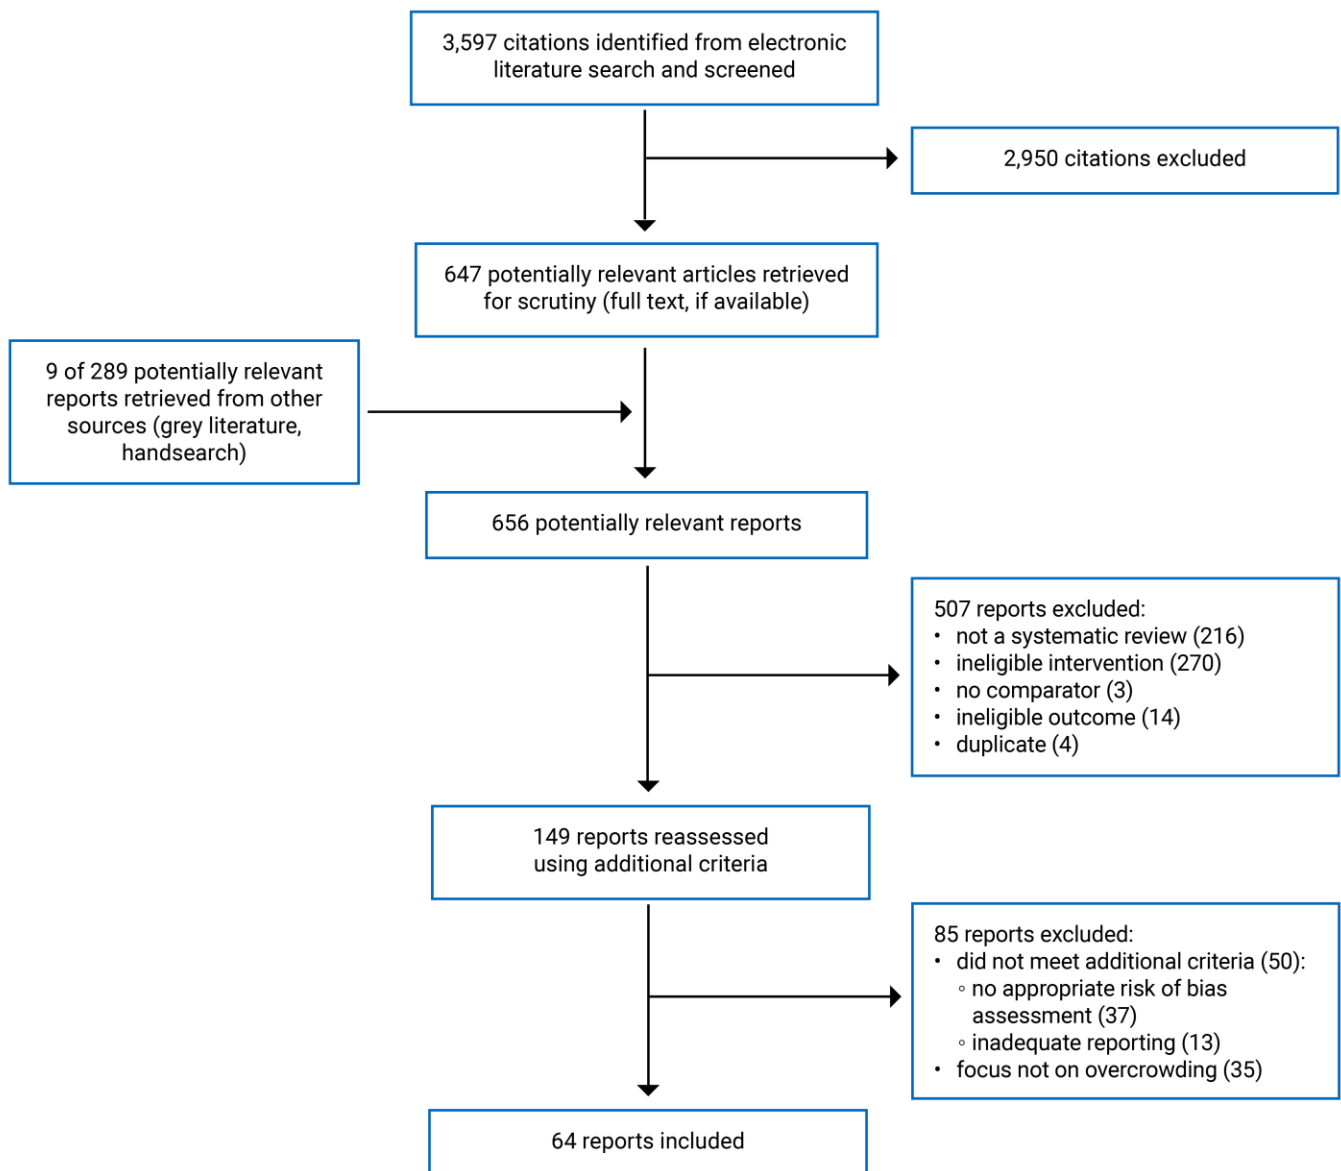 3,597 citations identified from electronic
literature search and screened
2,950 citations excluded
647 potentially relevant articles retrieved
for scrutiny (full text, if available)
9 of 289 potentially relevant
reports retrieved from other
sources (grey literature,
handsearch)
656 potentially relevant reports
507 reports excluded:
• not a systematic review (216)
• ineligible intervention (270)
• no comparator (3)
• ineligible outcome (14)
• duplicate (4)
149 reports reassessed
using additional criteria
85 reports excluded:
• did not meet additional criteria (50):
◦ no appropriate risk of bias
assessment (37)
◦ inadequate reporting (13)
• focus not on overcrowding (35)
64 reports included